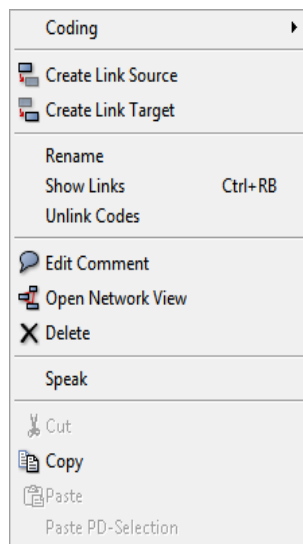 Coding
Create Link Source
Create Link Target
Rename
Show Links Ctrl+RB
Unlink Codes
Edit Comment
Open Network View
Delete
Speak
Cut
Copy
Paste
Paste PD-Selection